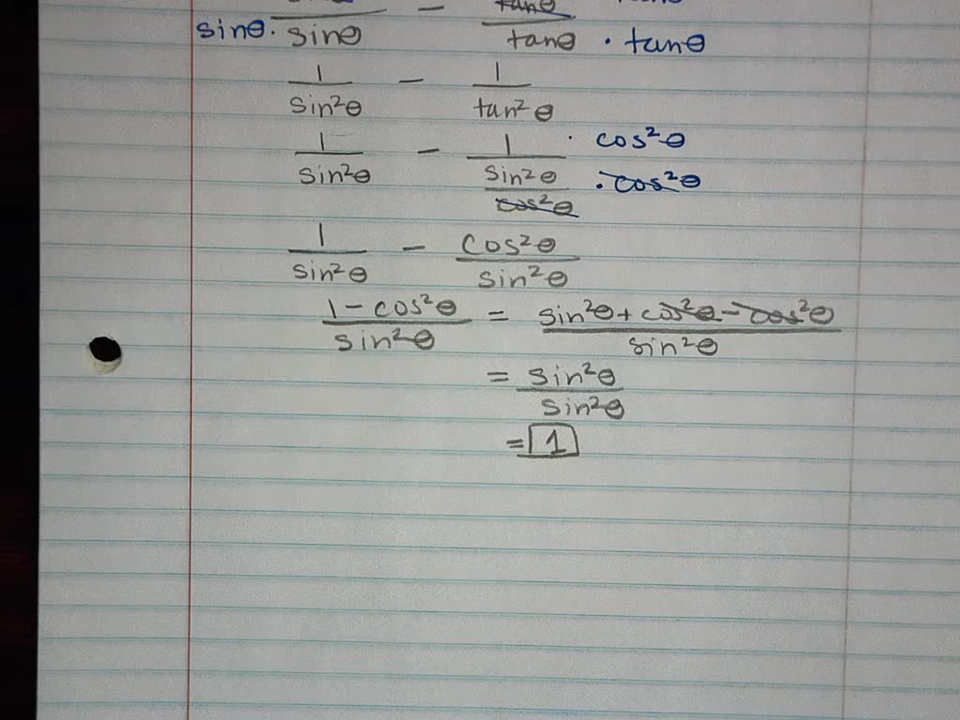 tanθ
sinθ · sinθ tanθ · tanθ
1/sin²θ − 1/tan²θ
1/sin²θ − 1/(sin²θ/cos²θ) · cos²θ/· cos²θ
1/sin²θ − cos²θ/sin²θ
(1 − cos²θ)/sin²θ = (sin²θ + cos²θ − cos²θ)/sin²θ
= sin²θ/sin²θ
= 1